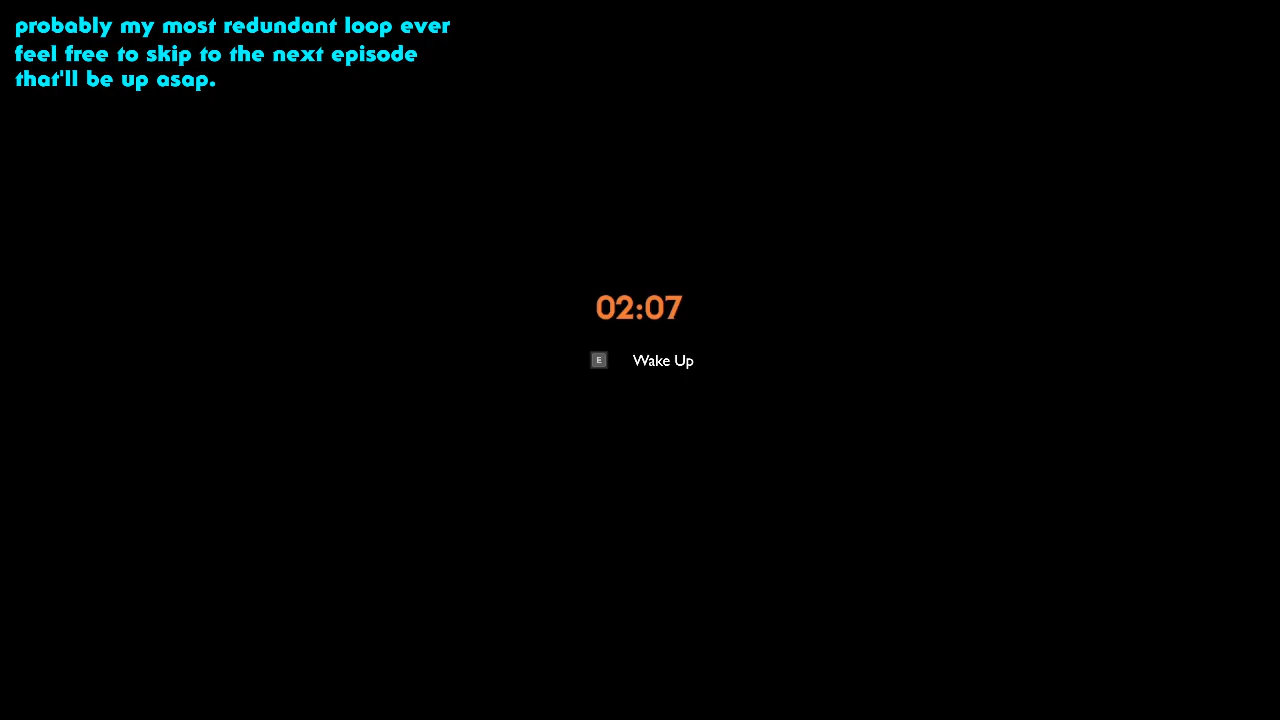 probably my most redundant loop ever
feel free to skip to the next episode
that'll be up asap.
02:07
E Wake Up